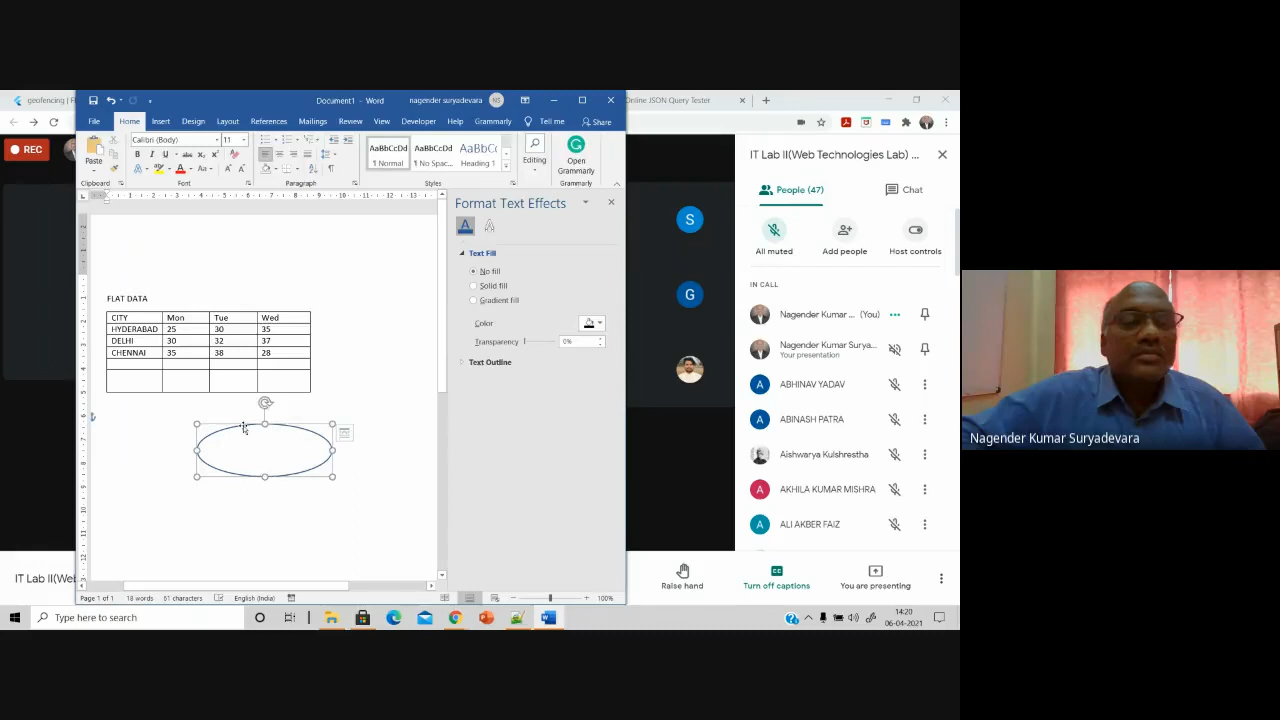 geofencing | F
Document1 - Word
nagender suryadevara
NS
nline JSON Query Tester
File Home Insert Design Layout References Mailings Review View Developer Help Grammarly Tell me Share
REC
Paste
Calibri (Body) 11
B I U abc x₂ x² Aa
Clipboard Font Paragraph Styles Grammarly
AaBbCcDd AaBbCcDd AaBbCc
¶ Normal ¶ No Spac... Heading 1
Editing
Open Grammarly
IT Lab II(Web Technologies Lab) ...
People (47) Chat
All muted Add people Host controls
IN CALL
Nagender Kumar ... (You)
Nagender Kumar Surya...
Your presentation
ABHINAV YADAV
ABINASH PATRA
Aishwarya Kulshrestha
AKHILA KUMAR MISHRA
ALI AKBER FAIZ
S
G
Format Text Effects
Text Fill
No fill
Solid fill
Gradient fill
Color
Transparency 0%
Text Outline
FLAT DATA
CITY Mon Tue Wed
HYDERABAD 25 30 35
DELHI 30 32 37
CHENNAI 35 38 28
Nagender Kumar Suryadevara
IT Lab II(Web
Raise hand Turn off captions You are presenting
Page 1 of 1 18 words 61 characters English (India) 100%
Type here to search
14:20
06-04-2021